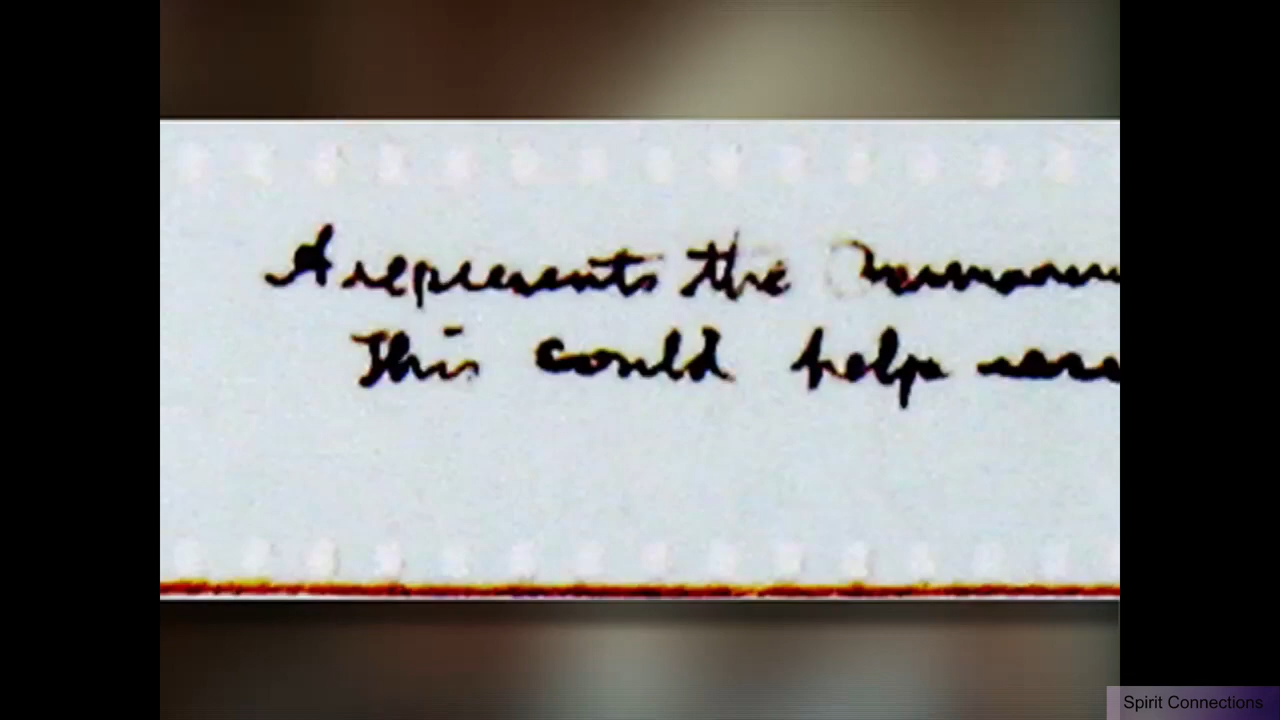 A represents the
This could help
Spirit Connections